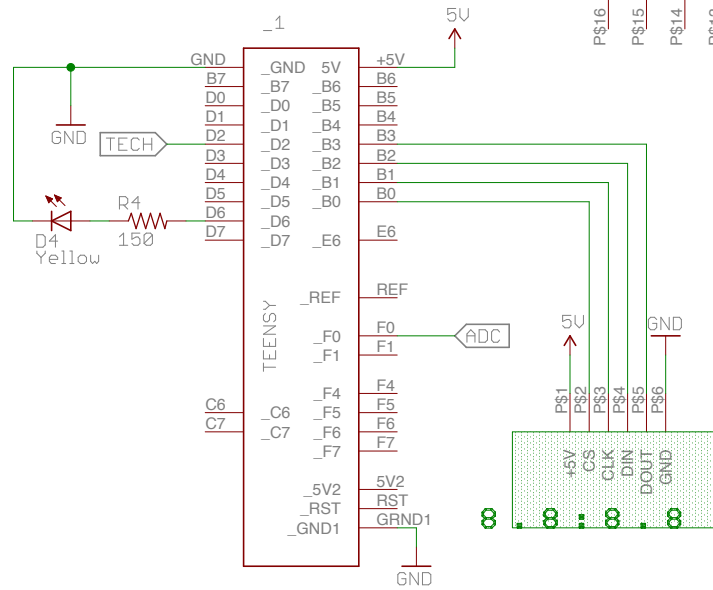 P$16
P$15
P$14
_1
5V
GND
_GND
5V
+5V
B7
_B7
_B6
B6
D0
_D0
_B5
B5
D1
_D1
_B4
B4
GND
TECH
D2
_D2
_B3
B3
D3
_D3
_B2
B2
D4
_D4
_B1
B1
D5
_D5
_B0
B0
R4
150
D6
_D6
D7
_D7
_E6
E6
D4
Yellow
TEENSY
_REF
REF
_F0
F0
ADC
_F1
F1
_F4
F4
C6
_C6
_F5
F5
C7
_C7
_F6
F6
_F7
F7
_5V2
5V2
_RST
RST
_GND1
GRND1
GND
5V
GND
P$1
P$2
P$3
P$4
P$5
P$6
+5V
CS
CLK
DIN
DOUT
GND
8.8:8.8